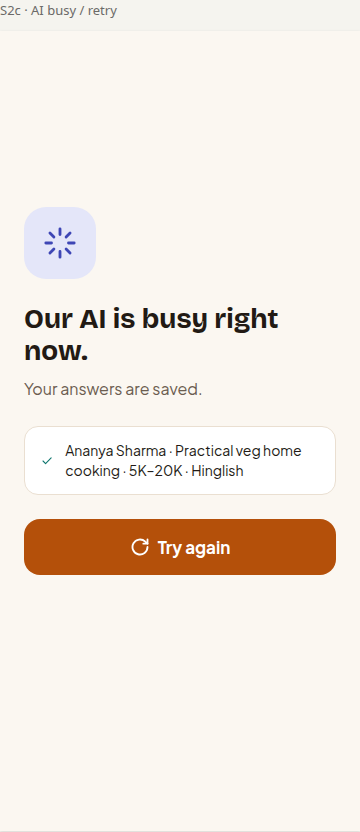 S2c · AI busy / retry
Our AI is busy right
now.
Your answers are saved.
Ananya Sharma · Practical veg home
cooking · 5K–20K · Hinglish
Try again